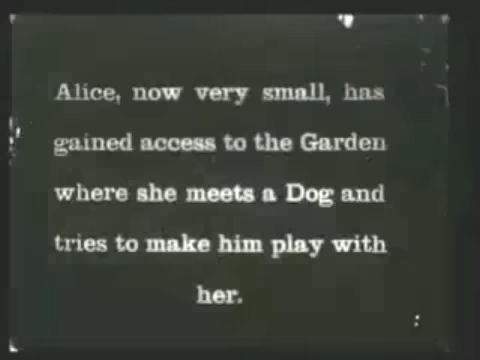 Alice, now very small, has
gained access to the Garden
where she meets a Dog and
tries to make him play with
her.